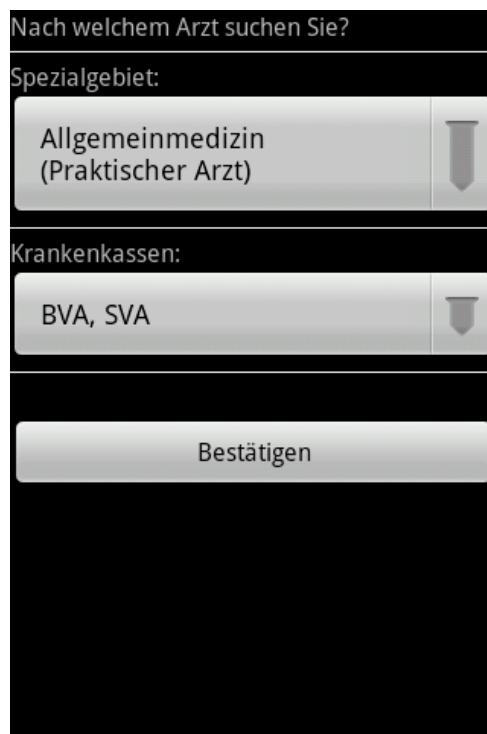 Nach welchem Arzt suchen Sie?
Spezialgebiet:
Allgemeinmedizin
(Praktischer Arzt)
Krankenkassen:
BVA, SVA
Bestätigen